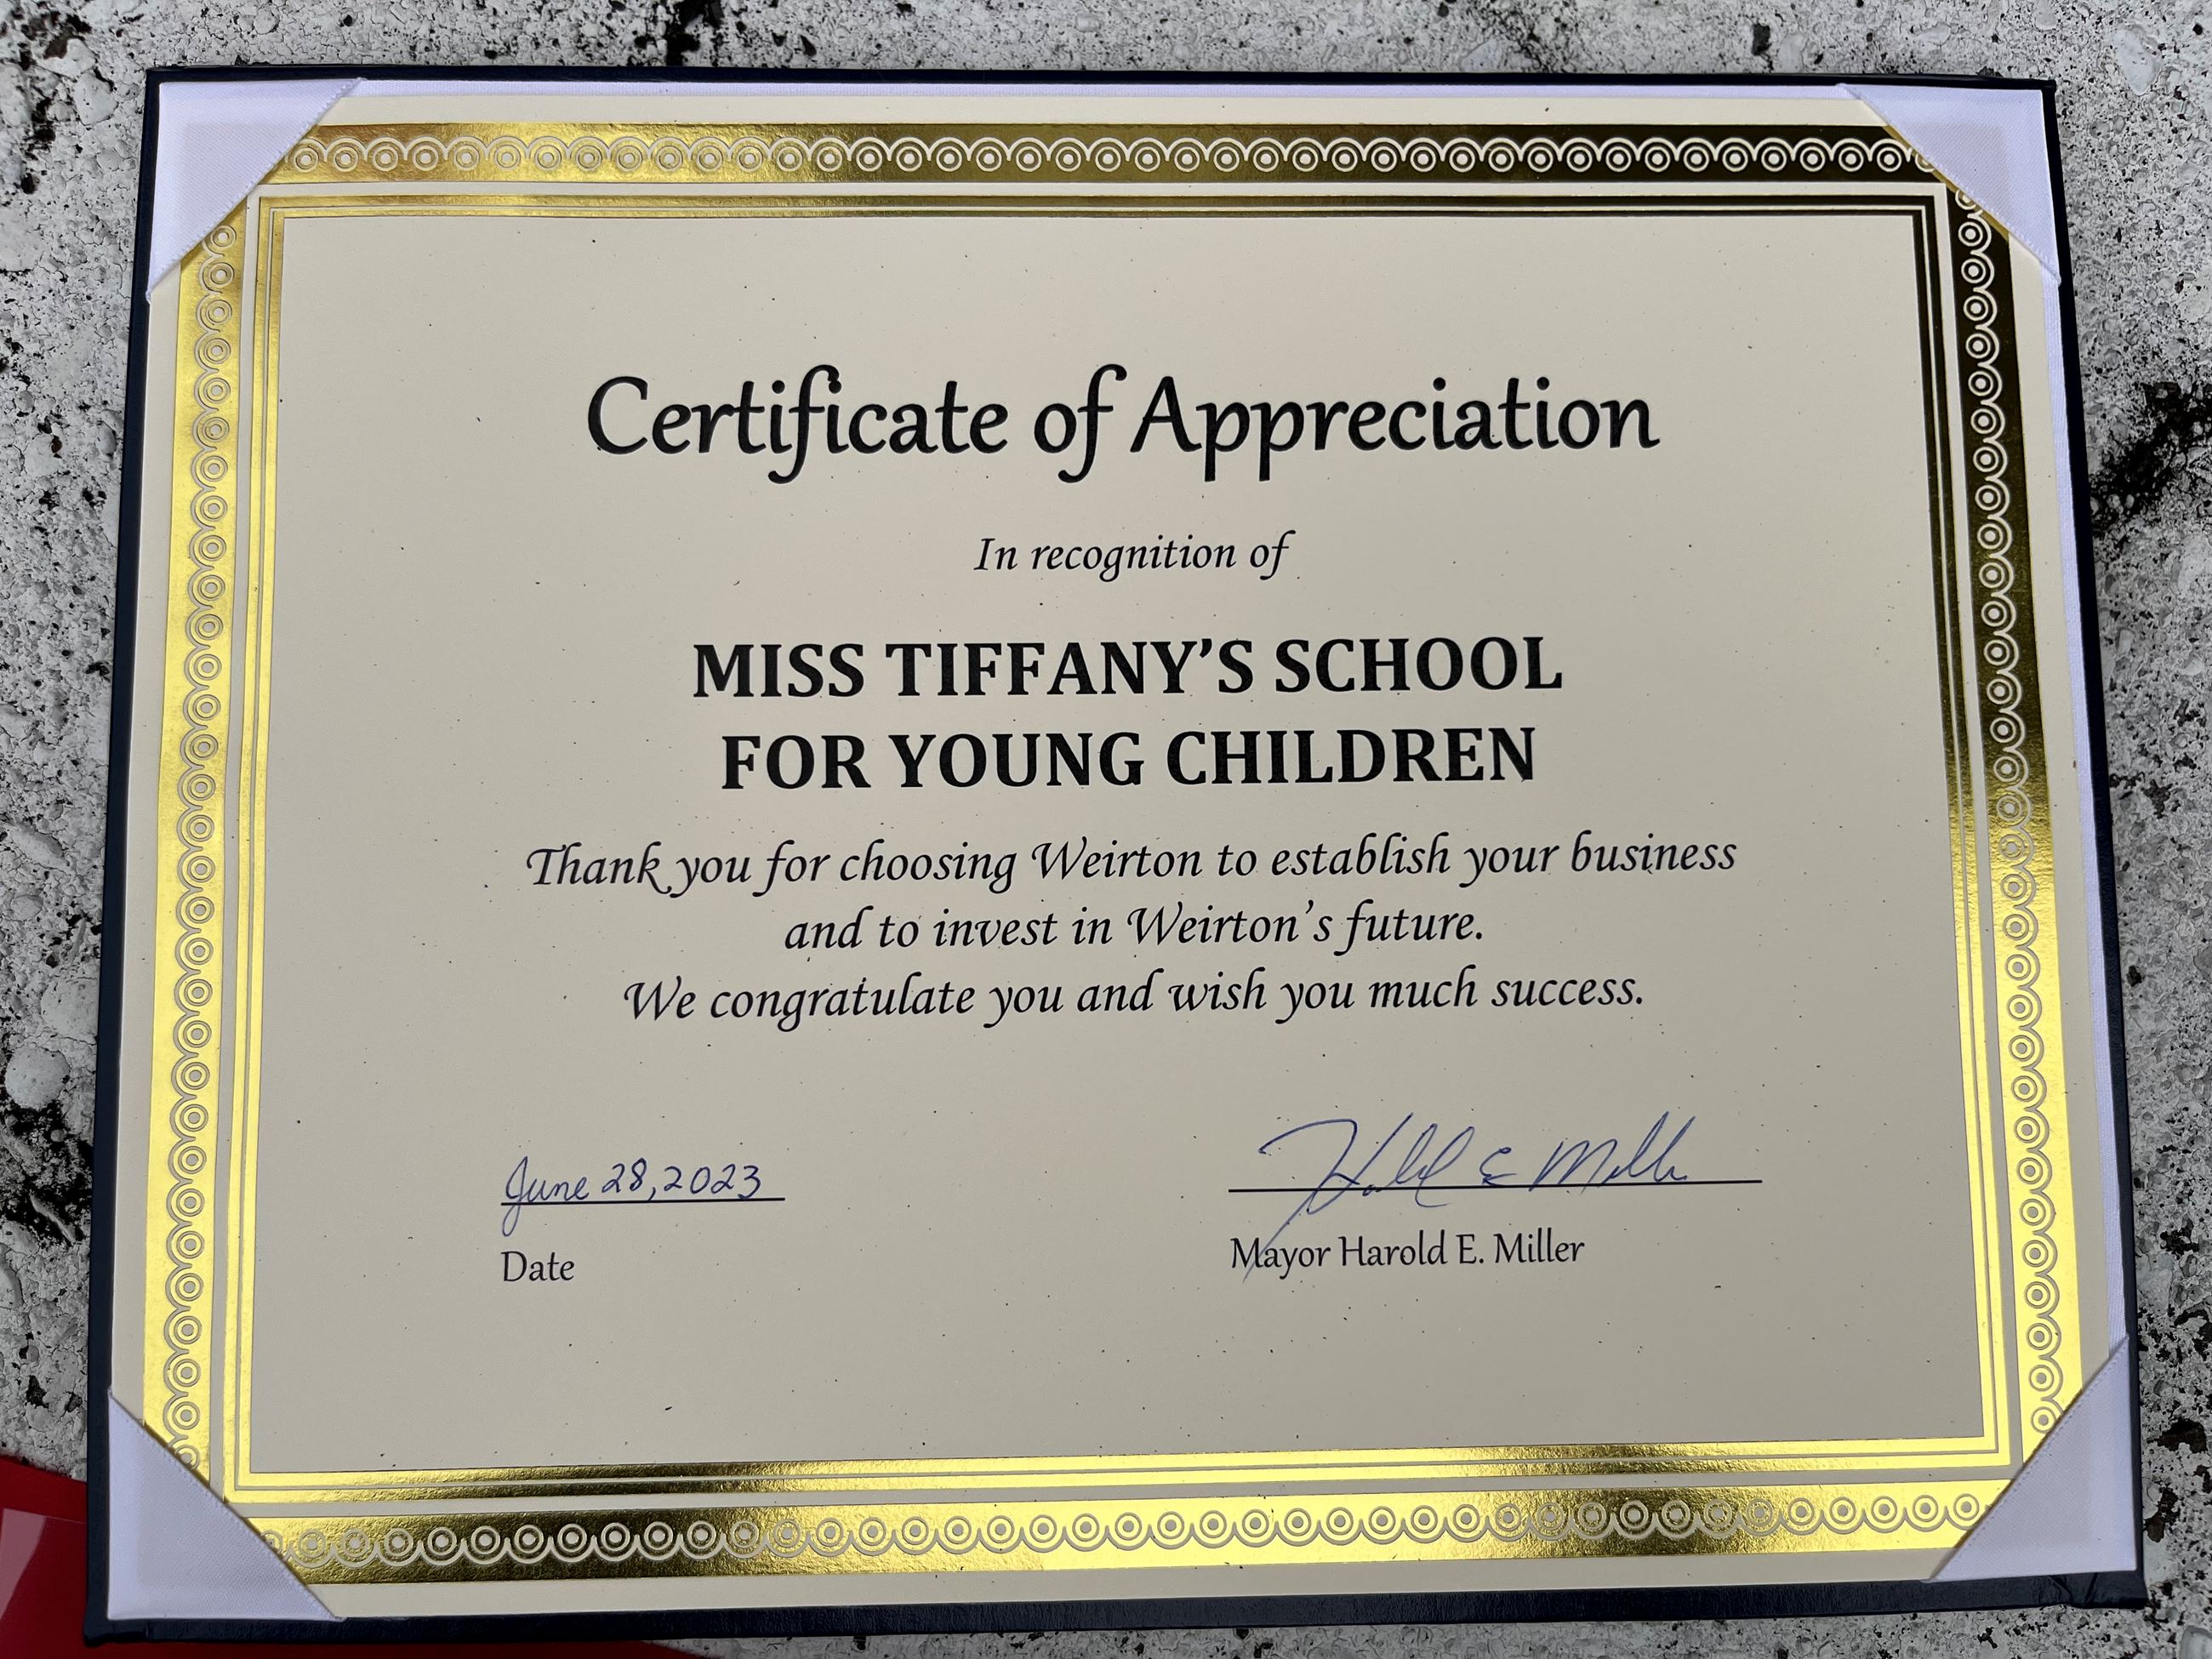 Certificate of Appreciation
In recognition of
MISS TIFFANY'S SCHOOL
FOR YOUNG CHILDREN
Thank you for choosing Weirton to establish your business
and to invest in Weirton's future.
We congratulate you and wish you much success.
June 28, 2023
Date
Harold E Miller
Mayor Harold E. Miller